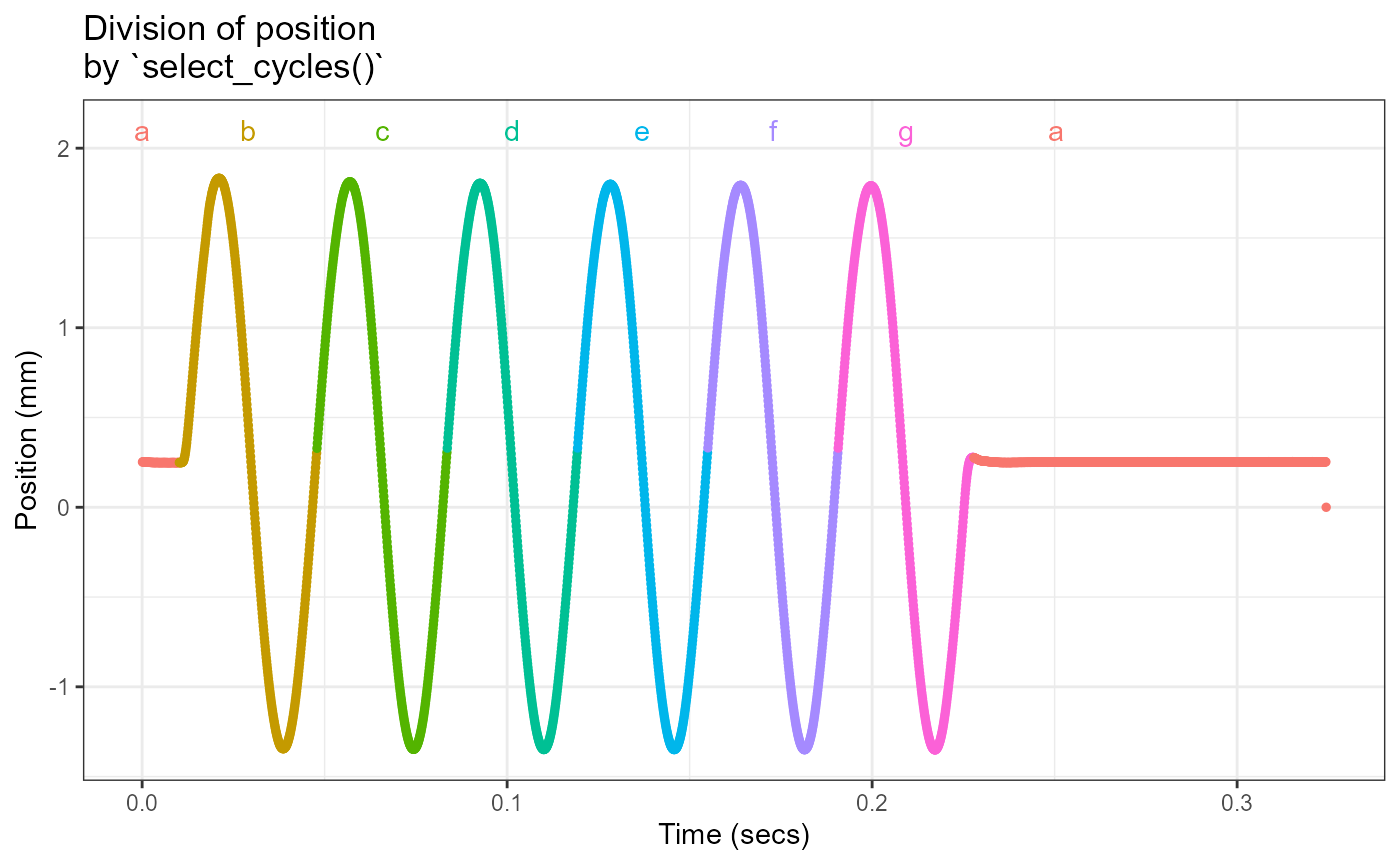 Division of position
by `select_cycles()`
a b c d e f g a
2
1
0
-1
Position (mm)
0.0 0.1 0.2 0.3
Time (secs)